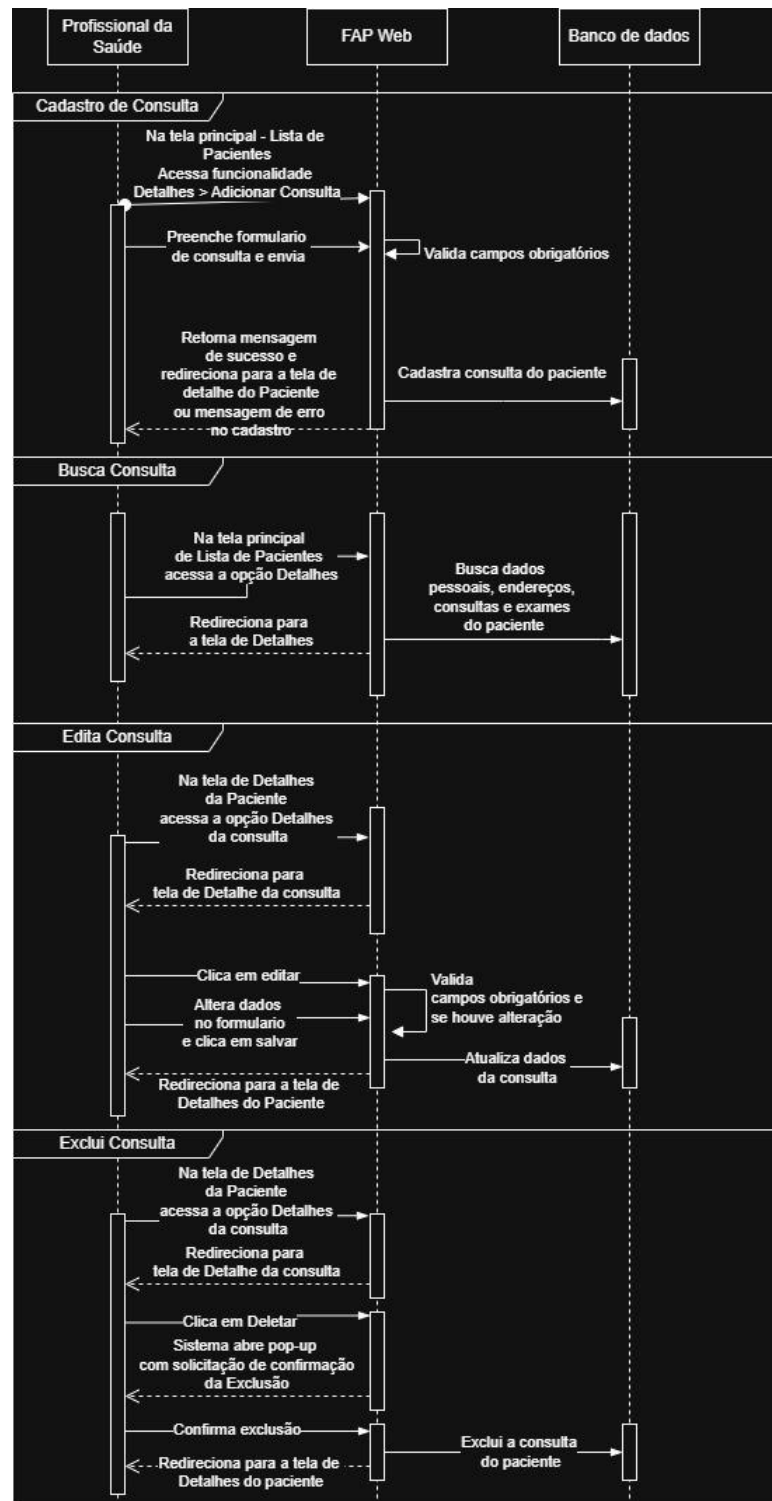 Profissional da
Saúde
FAP Web
Banco de dados
Cadastro de Consulta
Na tela principal - Lista de
Pacientes
Acessa funcionalidade
Detalhes > Adicionar Consulta
Preenche formulario
de consulta e envia
Valida campos obrigatórios
Retorna mensagem
de sucesso e
redireciona para a tela de
detalhe do Paciente
ou mensagem de erro
no cadastro
Cadastra consulta do paciente
Busca Consulta
Na tela principal
de Lista de Pacientes
acessa a opção Detalhes
Busca dados
pessoais, endereços,
consultas e exames
do paciente
Redireciona para
a tela de Detalhes
Edita Consulta
Na tela de Detalhes
da Paciente
acessa a opção Detalhes
da consulta
Redireciona para
tela de Detalhe da consulta
Clica em editar
Valida
campos obrigatórios e
se houve alteração
Altera dados
no formulario
e clica em salvar
Atualiza dados
da consulta
Redireciona para a tela de
Detalhes do Paciente
Exclui Consulta
Na tela de Detalhes
da Paciente
acessa a opção Detalhes
da consulta
Redireciona para
tela de Detalhe da consulta
Clica em Deletar
Sistema abre pop-up
com solicitação de confirmação
da Exclusão
Confirma exclusão
Exclui a consulta
do paciente
Redireciona para a tela de
Detalhes do paciente